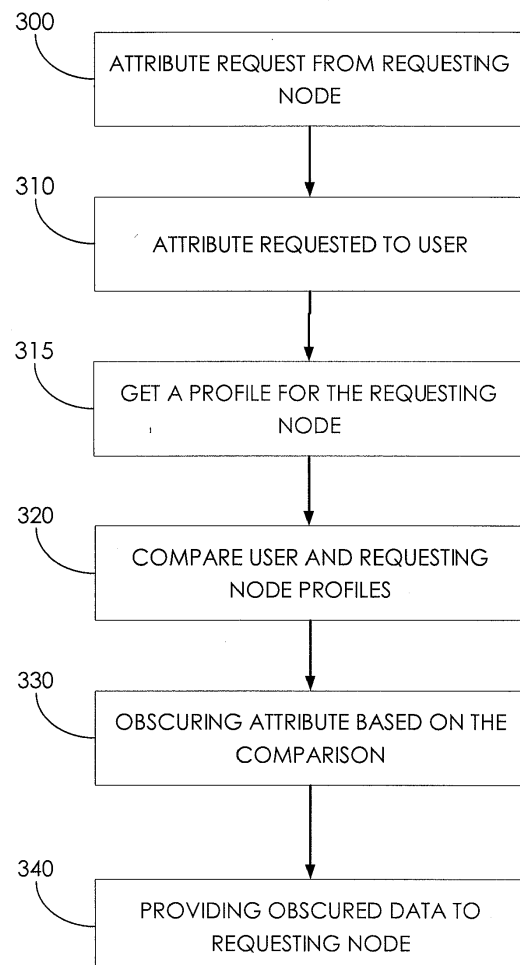 300
ATTRIBUTE REQUEST FROM REQUESTING
NODE
310
ATTRIBUTE REQUESTED TO USER
315
GET A PROFILE FOR THE REQUESTING
NODE
320
COMPARE USER AND REQUESTING
NODE PROFILES
330
OBSCURING ATTRIBUTE BASED ON THE
COMPARISON
340
PROVIDING OBSCURED DATA TO
REQUESTING NODE